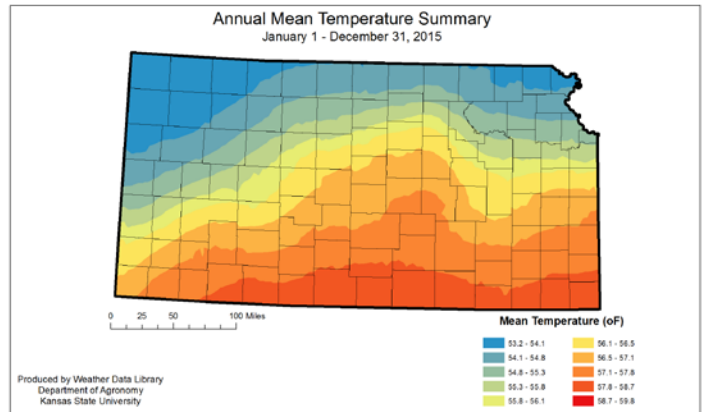 Annual Mean Temperature Summary
January 1 - December 31, 2015
0 25 50 100 Miles
Mean Temperature (oF)
53.2 - 54.1 56.1 - 56.5
54.1 - 54.8 56.5 - 57.1
54.8 - 55.3 57.1 - 57.8
55.3 - 55.8 57.8 - 58.7
55.8 - 56.1 58.7 - 59.8
Produced by Weather Data Library
Department of Agronomy
Kansas State University